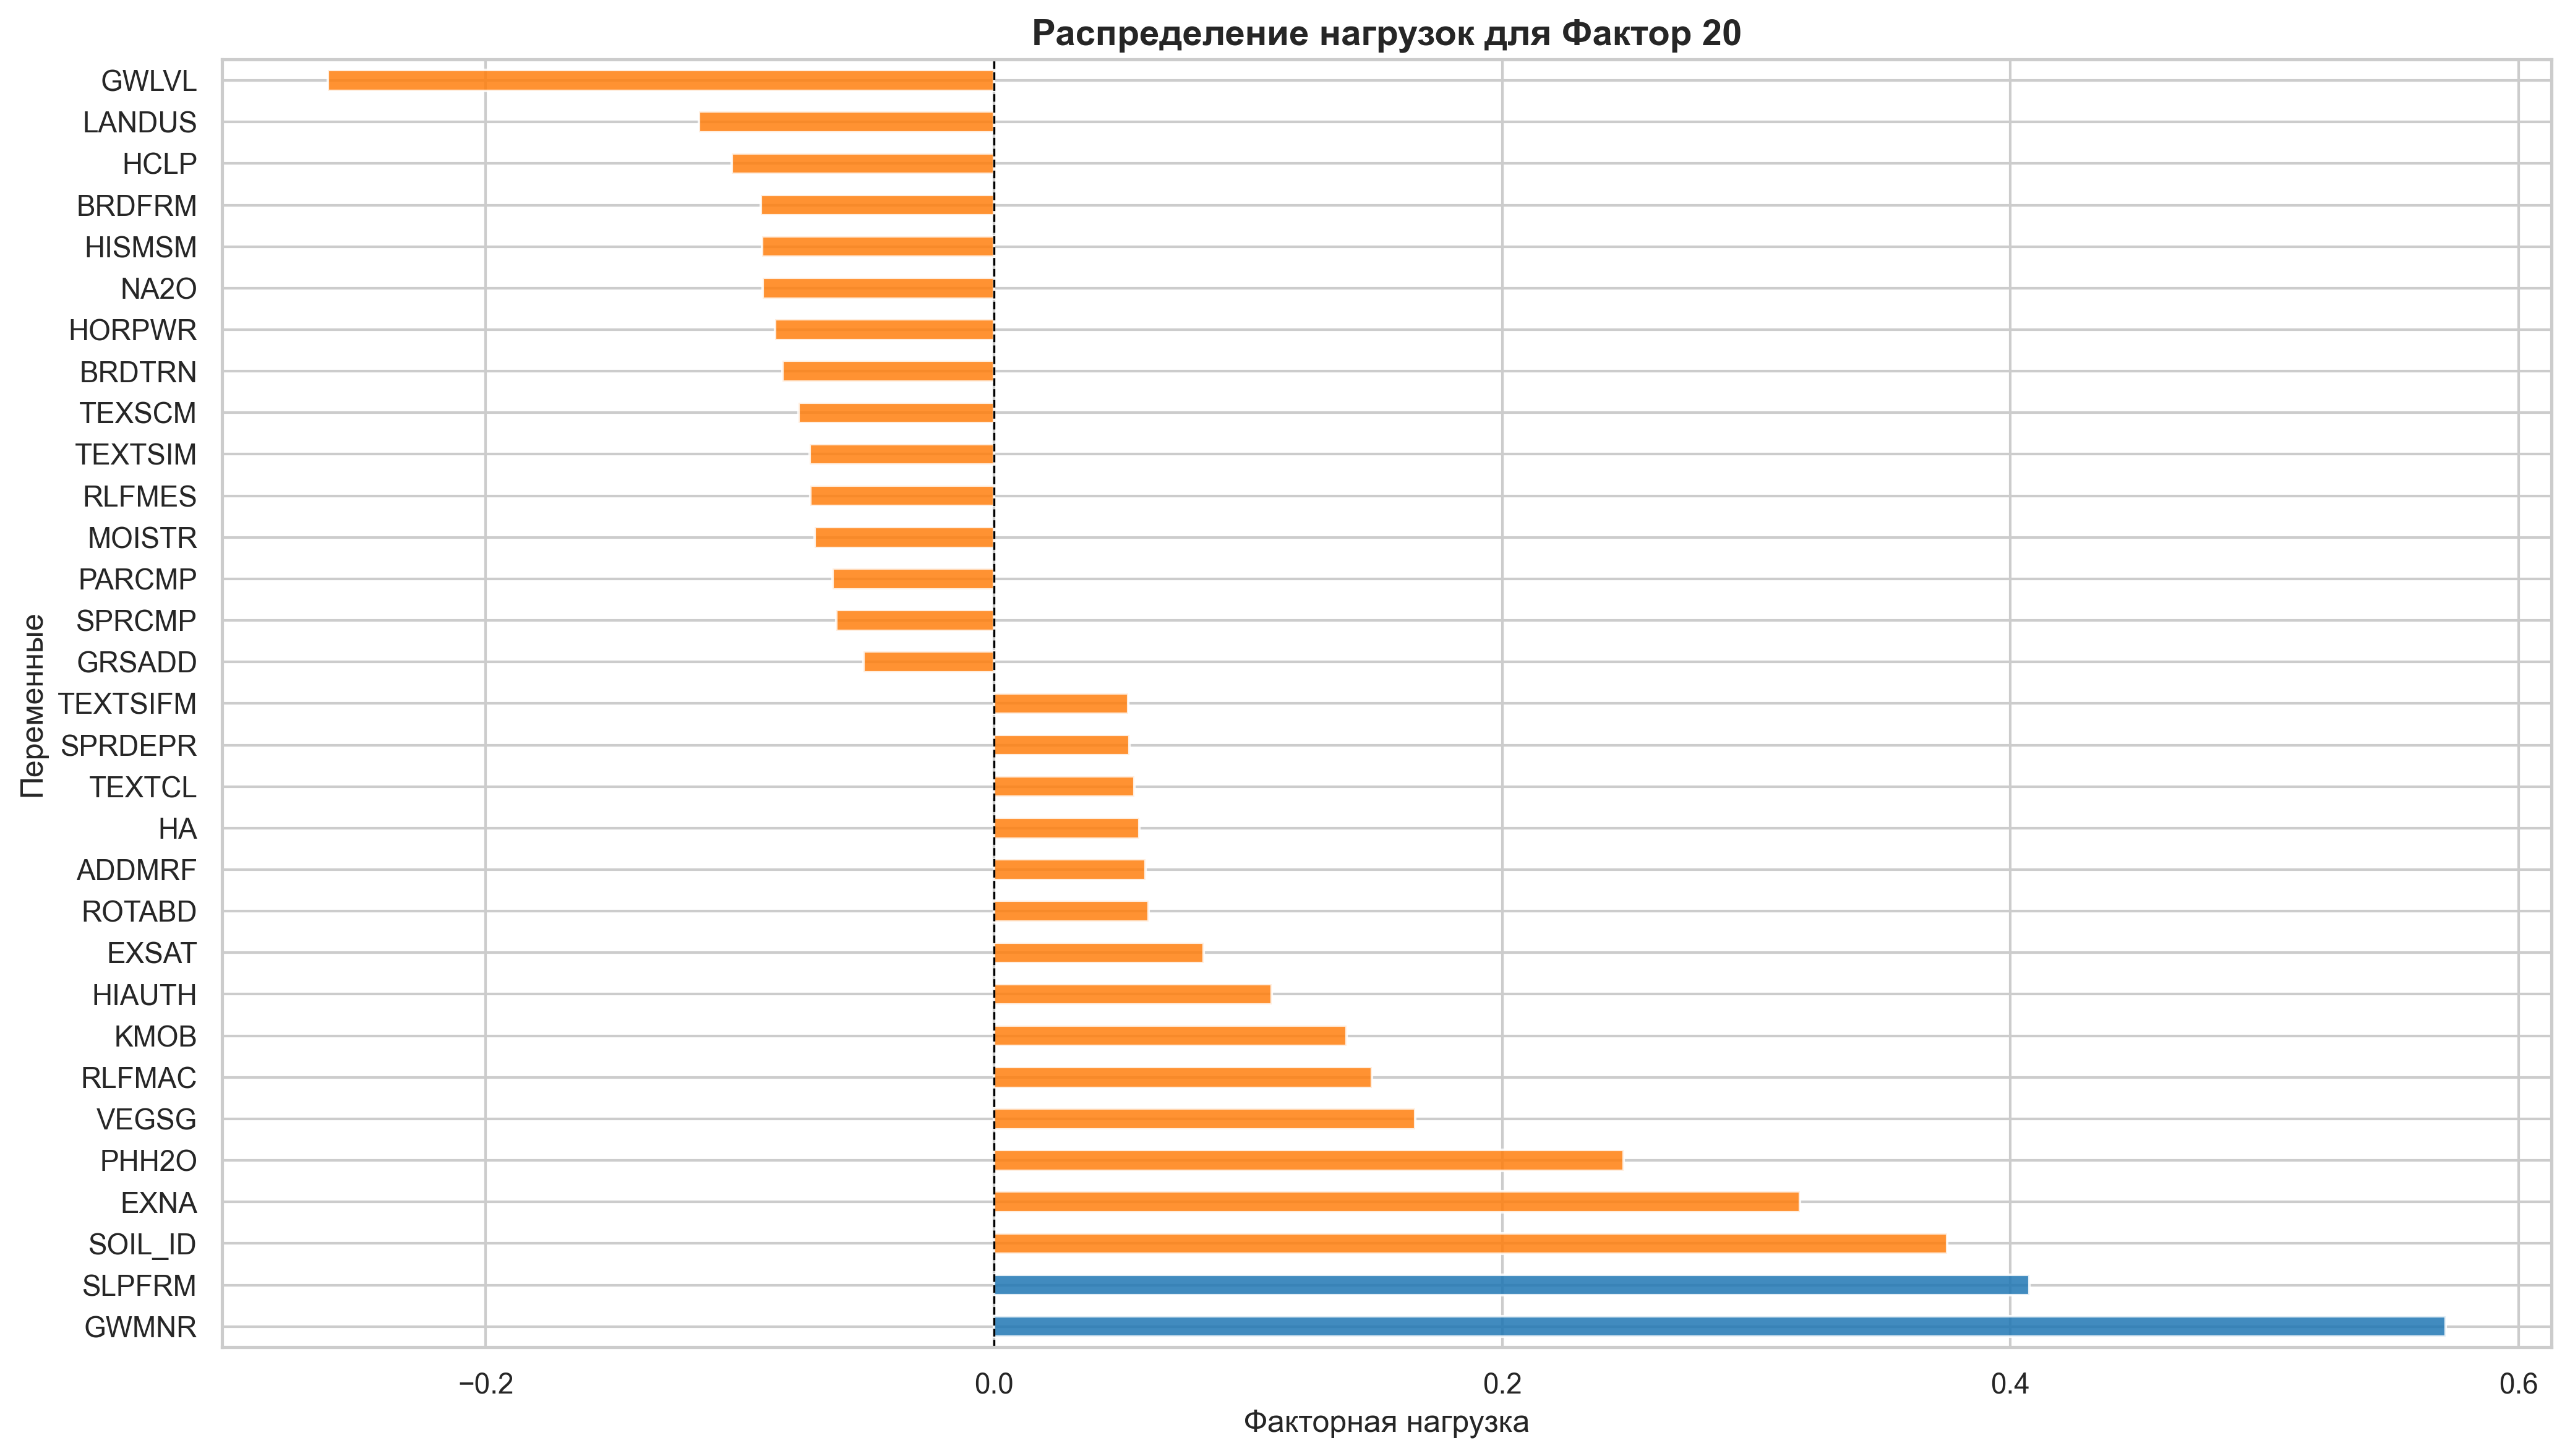 Распределение нагрузок для Фактор 20
Переменные
GWLVL
LANDUS
HCLP
BRDFRM
HISMSM
NA2O
HORPWR
BRDTRN
TEXSCM
TEXTSIM
RLFMES
MOISTR
PARCMP
SPRCMP
GRSADD
TEXTSIFM
SPRDEPR
TEXTCL
HA
ADDMRF
ROTABD
EXSAT
HIAUTH
KMOB
RLFMAC
VEGSG
PHH2O
EXNA
SOIL_ID
SLPFRM
GWMNR
−0.2 0.0 0.2 0.4 0.6
Факторная нагрузка